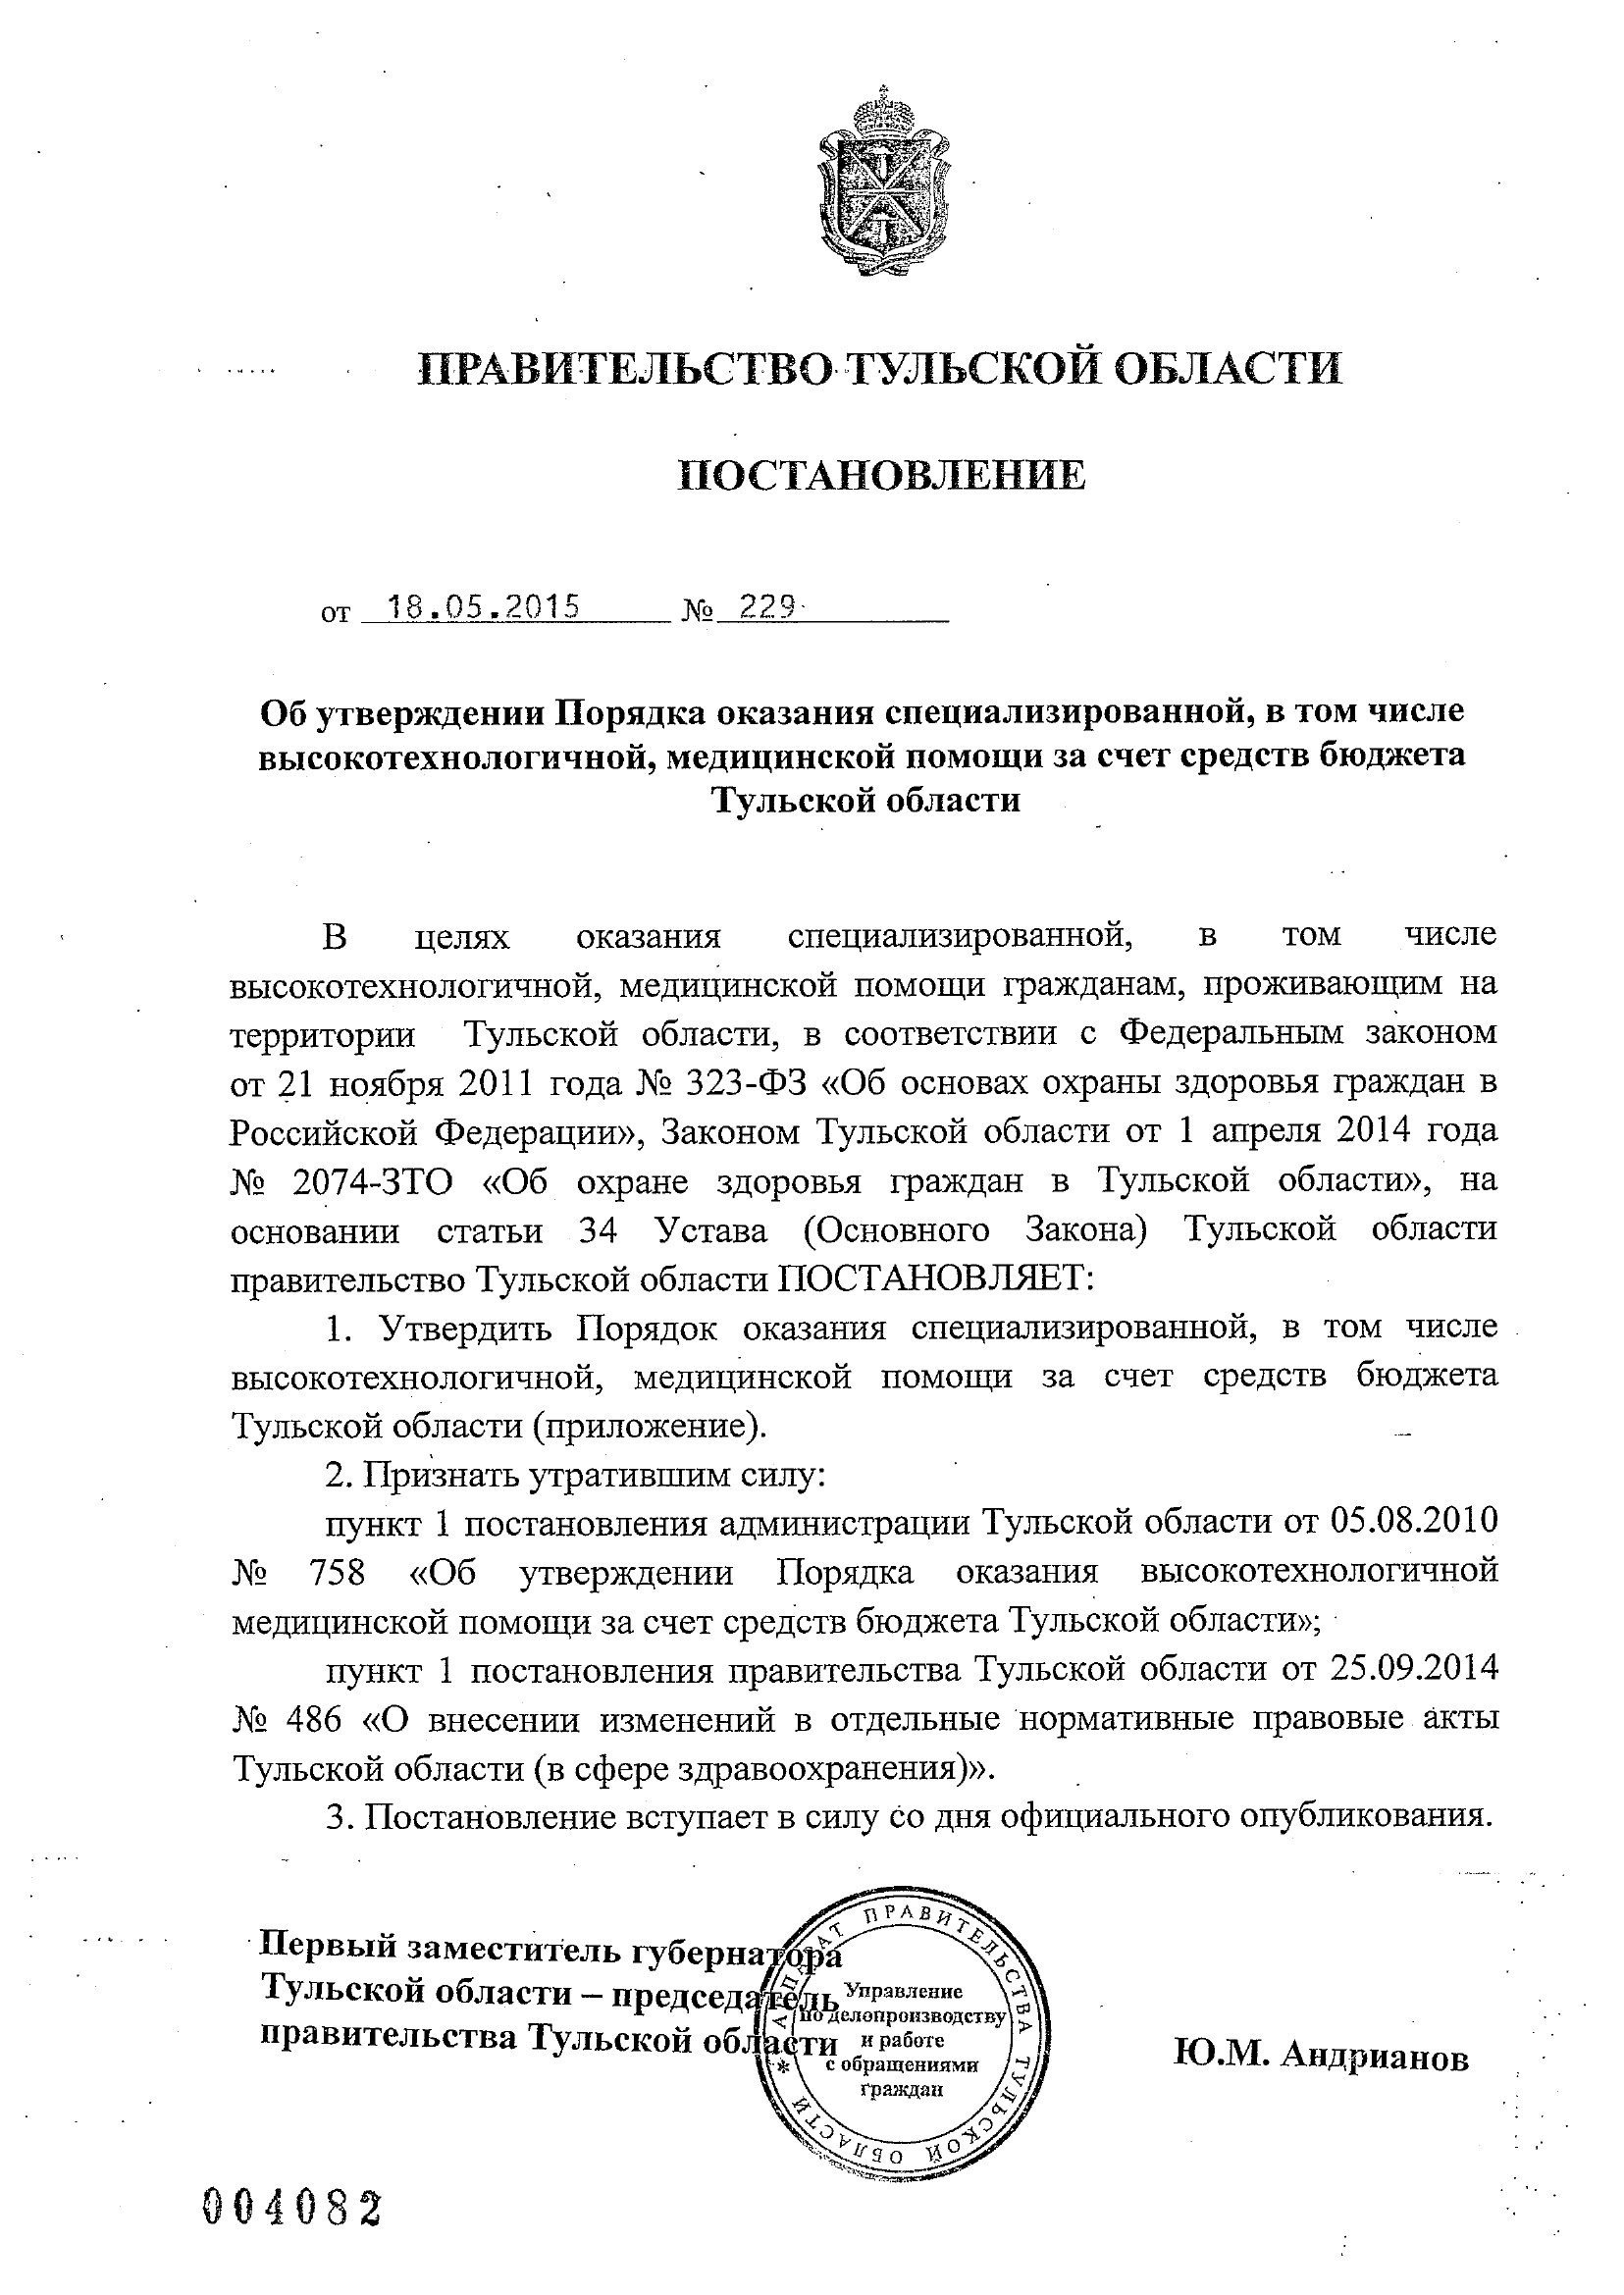 ПРАВИТЕЛЬСТВО ТУЛЬСКОЙ ОБЛАСТИ
ПОСТАНОВЛЕНИЕ
от 18.05.2015 № 229
Об утверждении Порядка оказания специализированной, в том числе
высокотехнологичной, медицинской помощи за счет средств бюджета
Тульской области
В целях оказания специализированной, в том числе
высокотехнологичной, медицинской помощи гражданам, проживающим на
территории Тульской области, в соответствии с Федеральным законом
от 21 ноября 2011 года № 323-ФЗ «Об основах охраны здоровья граждан в
Российской Федерации», Законом Тульской области от 1 апреля 2014 года
№ 2074-ЗТО «Об охране здоровья граждан в Тульской области», на
основании статьи 34 Устава (Основного Закона) Тульской области
правительство Тульской области ПОСТАНОВЛЯЕТ:
1. Утвердить Порядок оказания специализированной, в том числе
высокотехнологичной, медицинской помощи за счет средств бюджета
Тульской области (приложение).
2. Признать утратившим силу:
пункт 1 постановления администрации Тульской области от 05.08.2010
№ 758 «Об утверждении Порядка оказания высокотехнологичной
медицинской помощи за счет средств бюджета Тульской области»;
пункт 1 постановления правительства Тульской области от 25.09.2014
№ 486 «О внесении изменений в отдельные нормативные правовые акты
Тульской области (в сфере здравоохранения)».
3. Постановление вступает в силу со дня официального опубликования.
Первый заместитель губернатора
Тульской области – председатель
правительства Тульской области
Ю.М. Андрианов
* АППАРАТ ПРАВИТЕЛЬСТВА ТУЛЬСКОЙ ОБЛАСТИ
Управление
по делопроизводству
и работе
с обращениями
граждан
004082